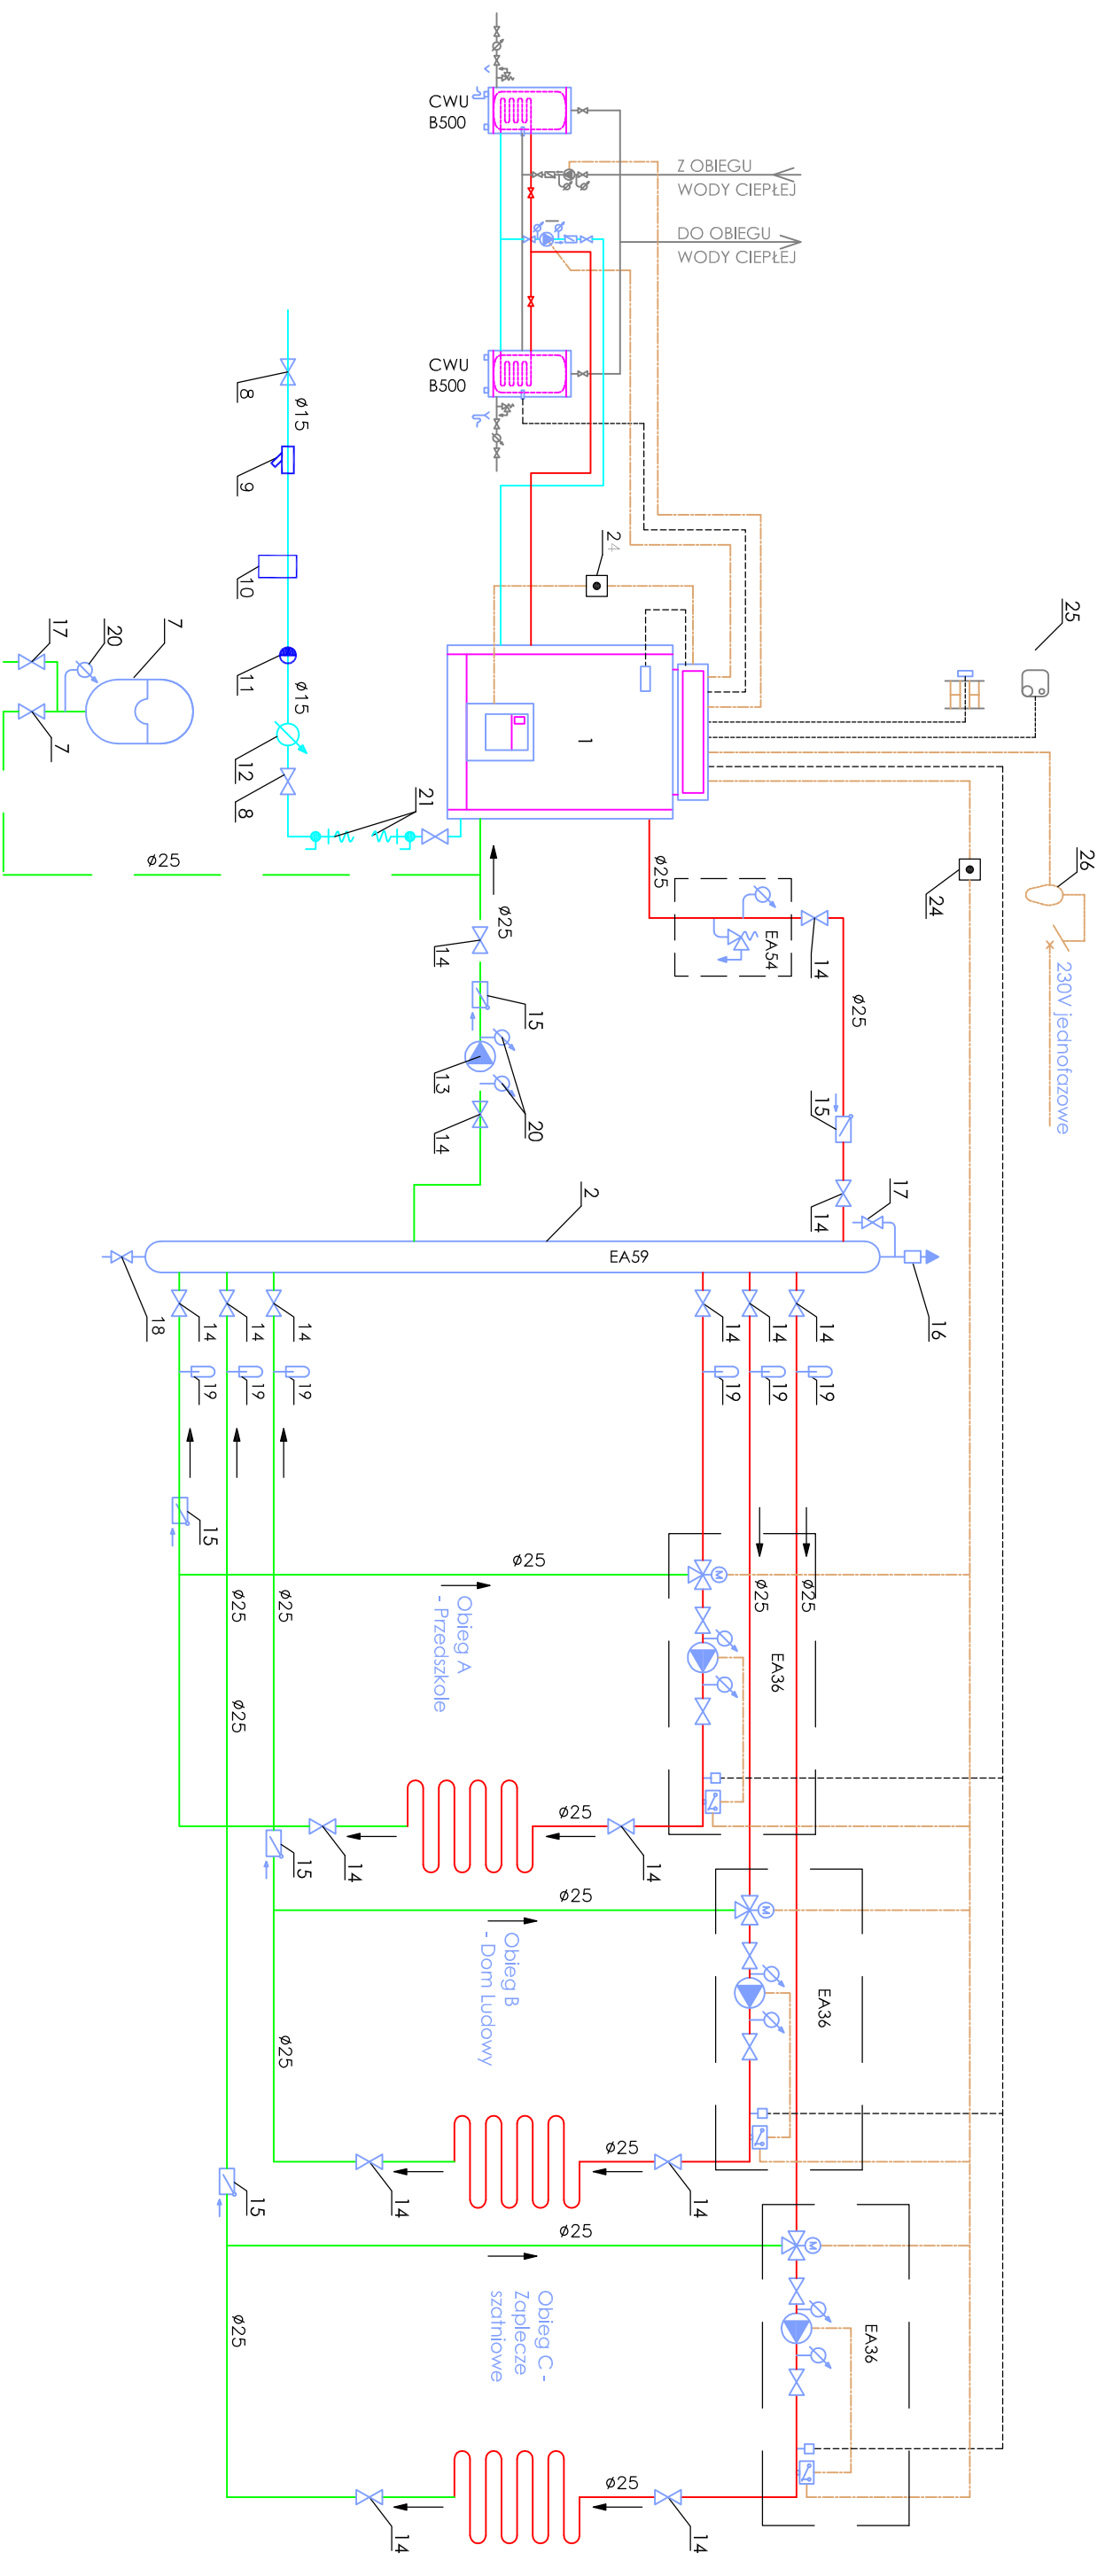 CWU
B500
Z OBIEGU
WODY CIEPŁEJ
DO OBIEGU
WODY CIEPŁEJ
CWU
B500
8
Ø15
9
10
11
Ø15
12
8
21
17
20
7
7
Ø25
24
25
1
26
24
230V jednofazowe
Ø25
EA54
14
Ø25
15
14
17
16
Ø25
14
15
13
20
14
2
EA59
18
14
14
14
19
19
19
14
14
14
19
19
19
15
Ø25
Ø25
Ø25
Ø25
Ø25
Obieg A
- Przedszkole
Ø25
Ø25
EA36
Ø25
14
14
15
Ø25
Obieg B
- Dom Ludowy
EA36
Ø25
Ø25
14
14
15
Ø25
Obieg C -
Zaplecze
szatniowe
EA36
Ø25
Ø25
14
14